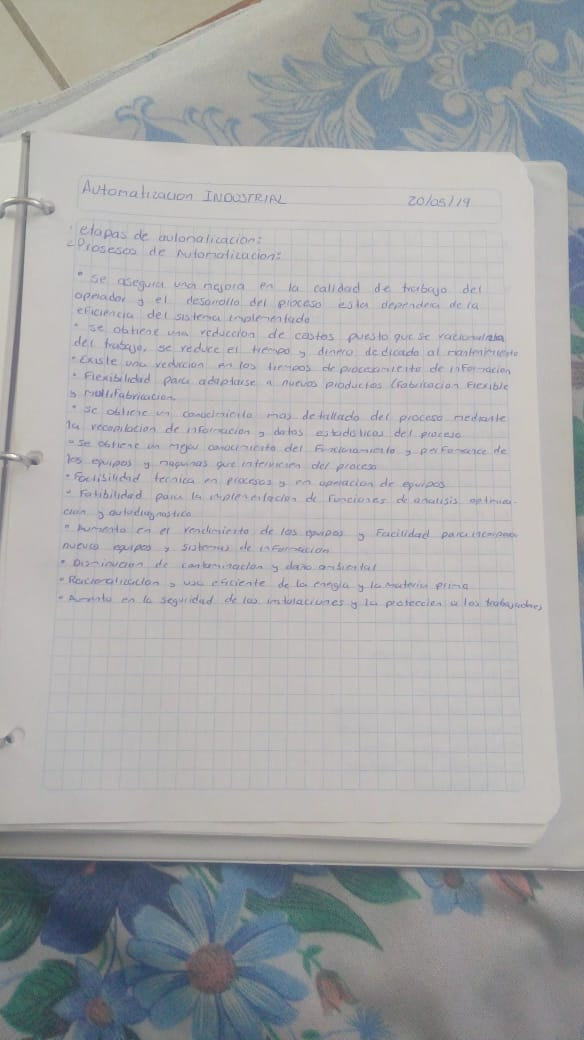 Automatizacion INDUSTRIAL 20/05/19
etapas de automatizacion:
Prosesos de Automatizacion:
• Se asegura una mejora en la calidad de trabajo del
operador y el desarrollo del proceso esta dependera de la
eficiencia del sistema implementado
• Se obtiene una reduccion de costos puesto que se racionaliza
del trabajo, se reduce el tiempo y dinero dedicado al mantenimiento
• Existe una reducion en los tiempos de procesamiento de informacion
• Flexibilidad para adaptarse a nuevos productos (fabricacion flexible
y multifabricacion
• Se obtiene un conocimiento mas detallado del proceso mediante
la recopilacion de informacion y datos estadisticos del proceso
• Se obtiene un mejor conocimiento del funcionamiento y performance de
los equipos y maquinas que intervienen del proceso
• Factisilidad tecnica en procesos y en operacion de equipos
• Fatibilidad para la implementacion de funciones de analisis optimiza-
cion y autodiagnostico
• Aumento en el rendimiento de los equipos y facilidad para incorporar
nuevos equipos y sistemas de informacion
• Disminucion de contaminacion y daño ambiental
• Racionalizacion y uso eficiente de la energia y la materia prima
• Aumento en la seguridad de las instalaciones y la proteccion a los trabajadores